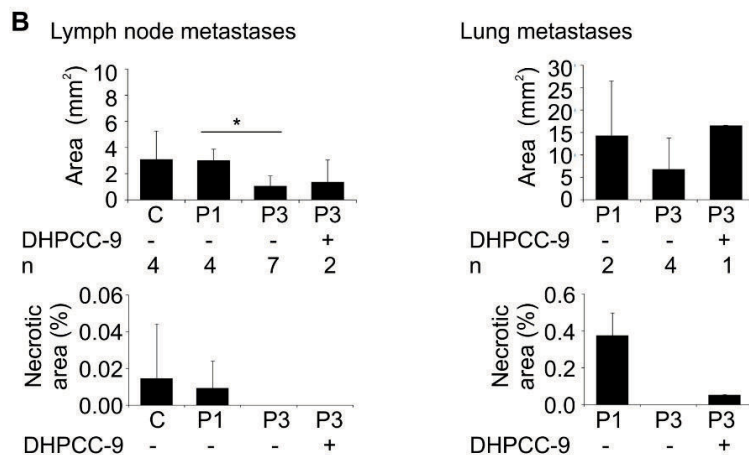 B Lymph node metastases
Area (mm²)
10
8
6
4
2
0
*
C P1 P3 P3
DHPCC-9 - - - +
n 4 4 7 2
Lung metastases
Area (mm²)
30
25
20
15
10
5
0
P1 P3 P3
DHPCC-9 - - +
n 2 4 1
Necrotic
area (%)
0.06
0.04
0.02
0.00
C P1 P3 P3
DHPCC-9 - - - +
Necrotic
area (%)
0.6
0.4
0.2
0.0
P1 P3 P3
DHPCC-9 - - +